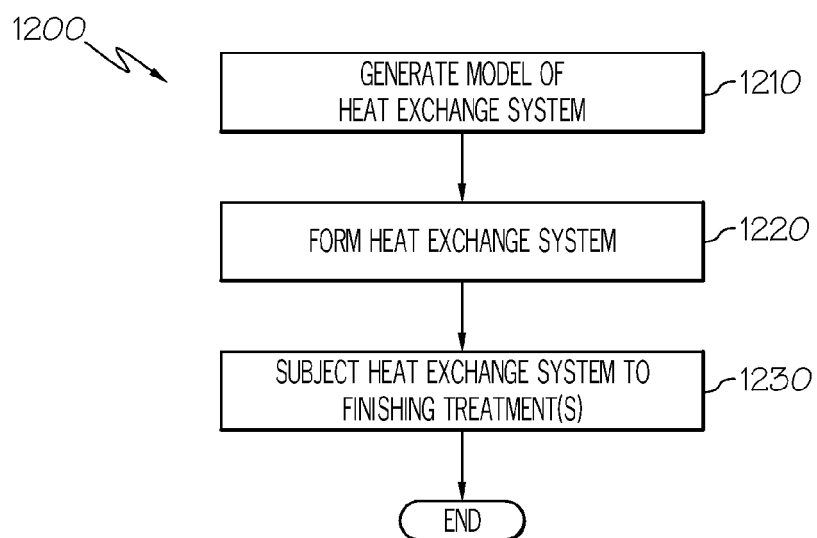 1200
GENERATE MODEL OF
HEAT EXCHANGE SYSTEM
1210
FORM HEAT EXCHANGE SYSTEM
1220
SUBJECT HEAT EXCHANGE SYSTEM TO
FINISHING TREATMENT(S)
1230
END